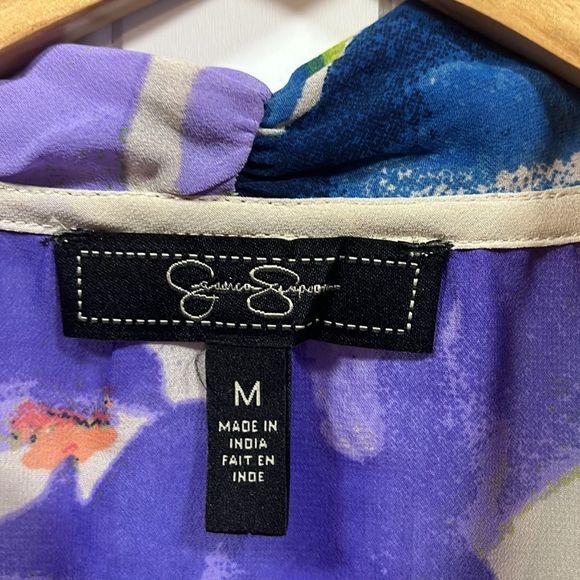 Jessica Simpson
M
MADE IN
INDIA
FAIT EN
INDE